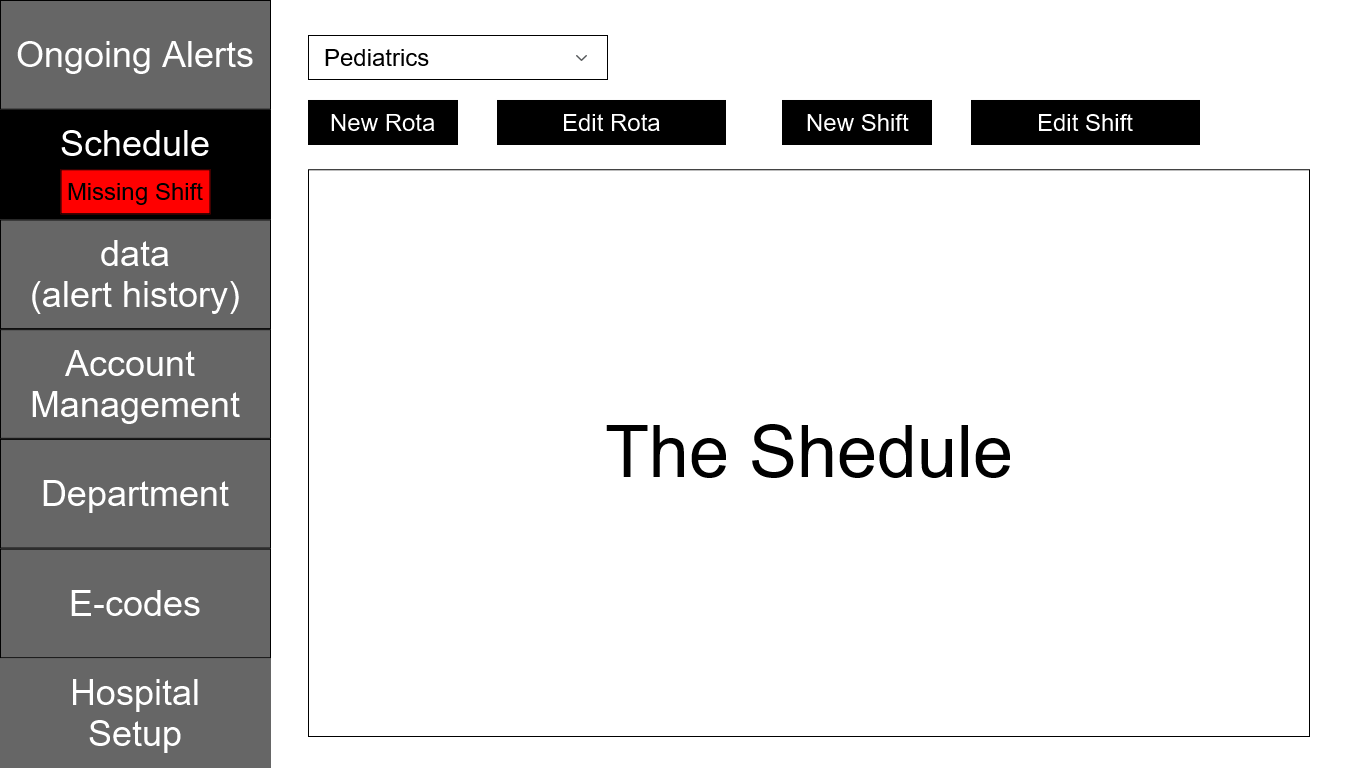 Ongoing Alerts
Schedule
Missing Shift
data
(alert history)
Account
Management
Department
E-codes
Hospital
Setup
Pediatrics
New Rota
Edit Rota
New Shift
Edit Shift
The Shedule